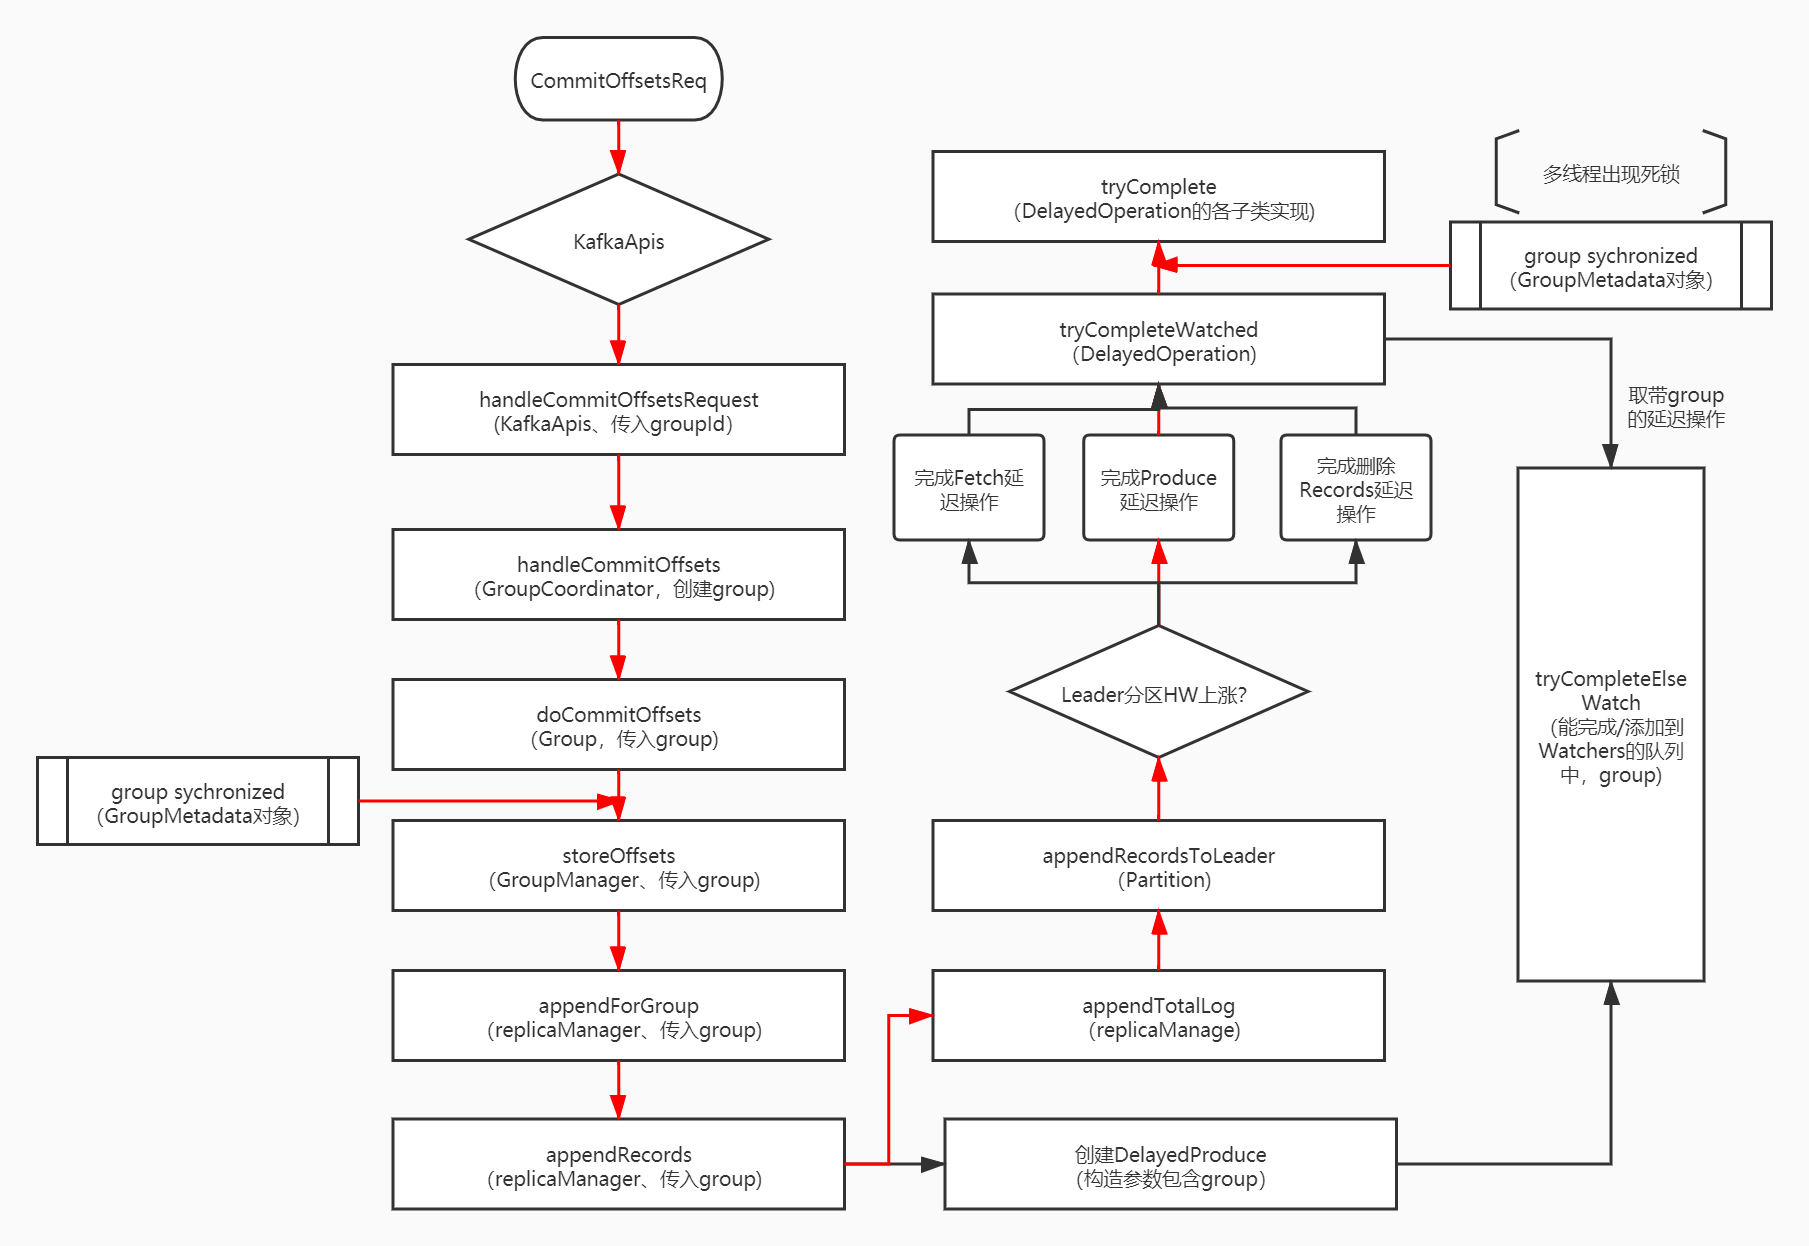 CommitOffsetsReq
KafkaApis
handleCommitOffsetsRequest
(KafkaApis、传入groupId）
handleCommitOffsets
（GroupCoordinator，创建group)
doCommitOffsets
（Group，传入group)
group sychronized
（GroupMetadata对象）
storeOffsets
（GroupManager、传入group)
appendForGroup
（replicaManager、传入group)
appendRecords
（replicaManager、传入group)
tryComplete
（DelayedOperation的各子类实现)
多线程出现死锁
group sychronized
（GroupMetadata对象）
tryCompleteWatched
（DelayedOperation)
取带group
的延迟操作
完成Fetch延
迟操作
完成Produce
延迟操作
完成删除
Records延迟
操作
Leader分区HW上涨？
tryCompleteElse
Watch
（能完成/添加到
Watchers的队列
中，group)
appendRecordsToLeader
（Partition)
appendTotalLog
（replicaManage)
创建DelayedProduce
（构造参数包含group）